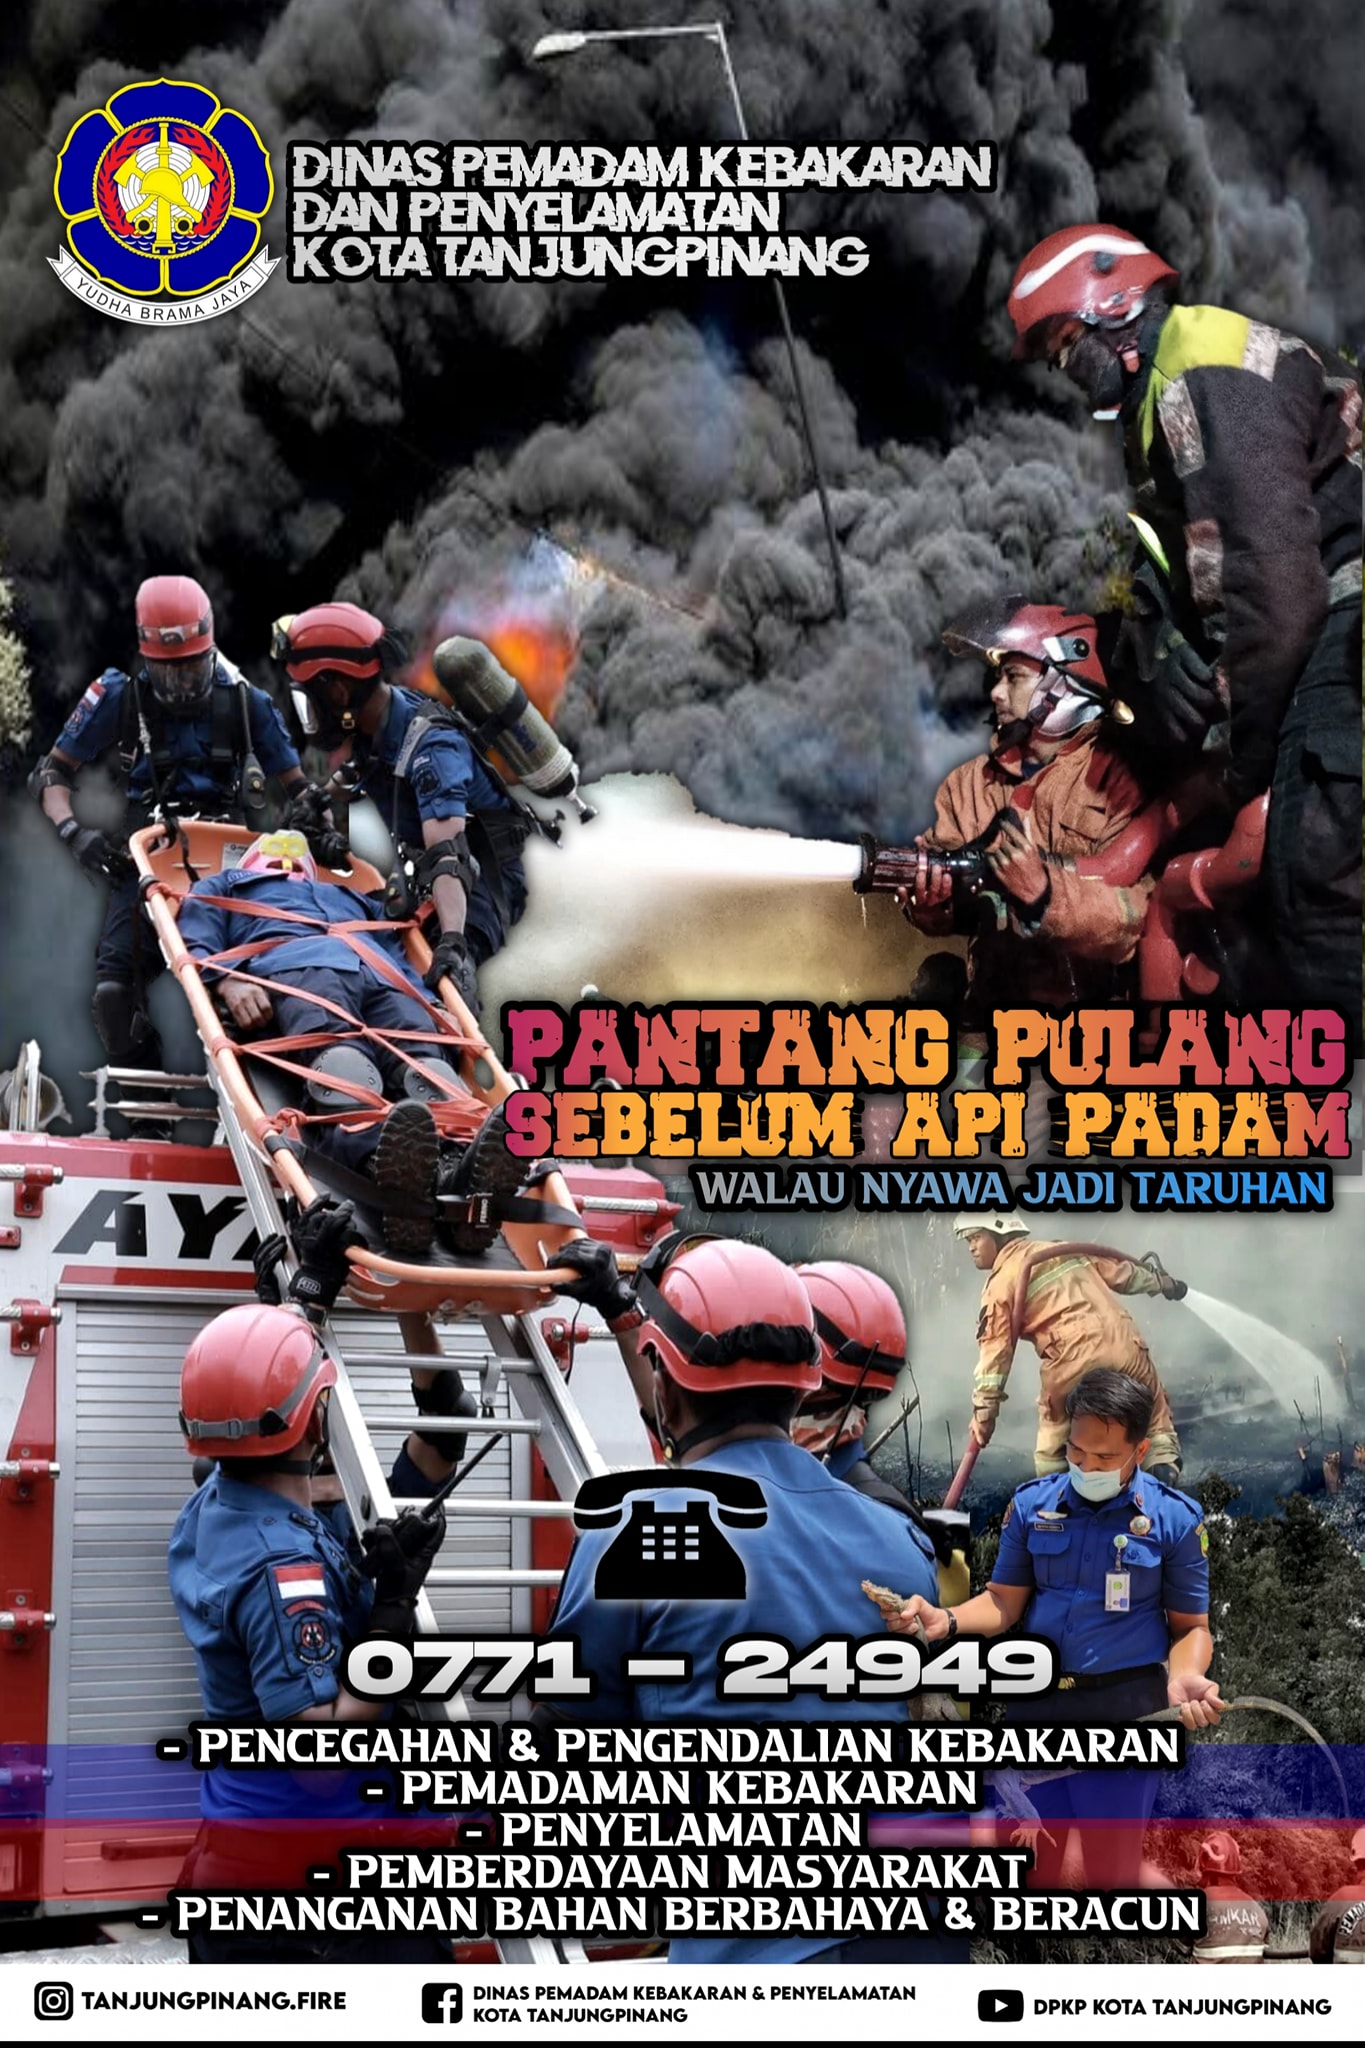 DINAS PEMADAM KEBAKARAN
DAN PENYELAMATAN
KOTA TANJUNGPINANG
YUDHA BRAMA JAYA
PANTANG PULANG
SEBELUM API PADAM
WALAU NYAWA JADI TARUHAN
AYA
0771 - 24949
- PENCEGAHAN & PENGENDALIAN KEBAKARAN
- PEMADAMAN KEBAKARAN
- PENYELAMATAN
- PEMBERDAYAAN MASYARAKAT
- PENANGANAN BAHAN BERBAHAYA & BERACUN
TANJUNGPINANG.FIRE
DINAS PEMADAM KEBAKARAN & PENYELAMATAN
KOTA TANJUNGPINANG
DPKP KOTA TANJUNGPINANG